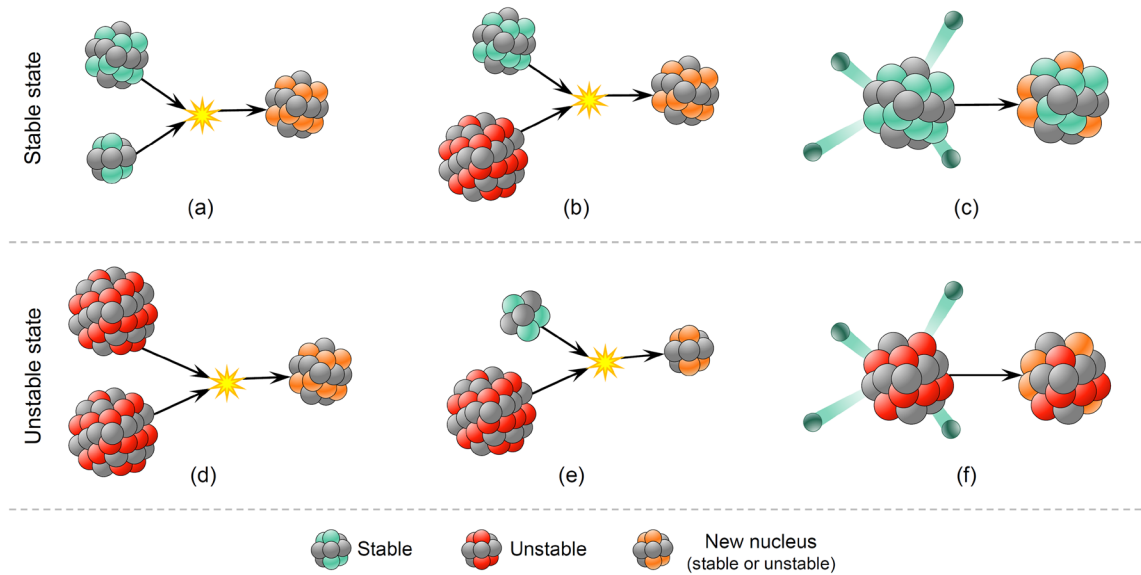 Stable state
(a)
(b)
(c)
Unstable state
(d)
(e)
(f)
Stable
Unstable
New nucleus
(stable or unstable)